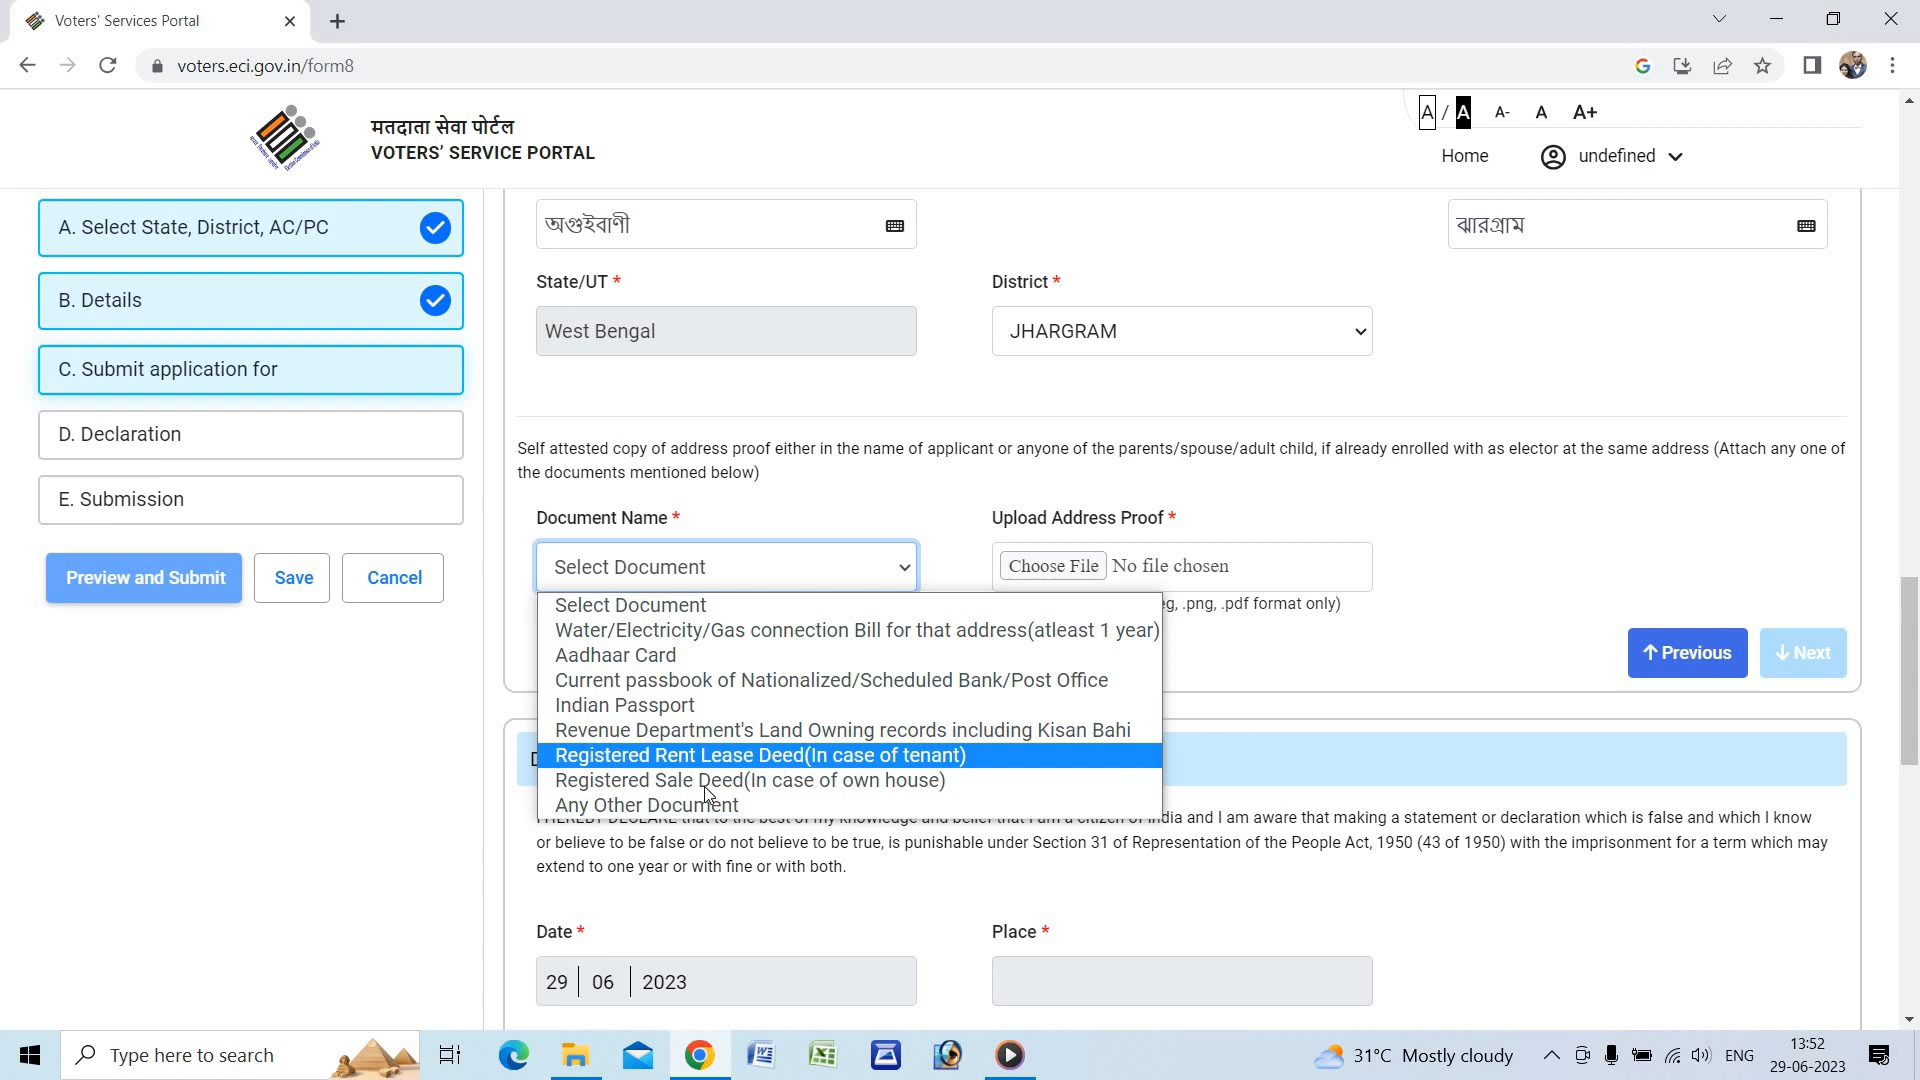 Voters' Services Portal
voters.eci.gov.in/form8
मतदाता सेवा पोर्टल
VOTERS' SERVICE PORTAL
A / A A- A A+
Home undefined
A. Select State, District, AC/PC
B. Details
C. Submit application for
D. Declaration
E. Submission
Preview and Submit Save Cancel
অগুইবাণী
ঝারগ্রাম
State/UT * District *
West Bengal JHARGRAM
Self attested copy of address proof either in the name of applicant or anyone of the parents/spouse/adult child, if already enrolled with as elector at the same address (Attach any one of
the documents mentioned below)
Document Name * Upload Address Proof *
Select Document Choose File No file chosen
eg, .png, .pdf format only)
Select Document
Water/Electricity/Gas connection Bill for that address(atleast 1 year)
Aadhaar Card
Current passbook of Nationalized/Scheduled Bank/Post Office
Indian Passport
Revenue Department's Land Owning records including Kisan Bahi
Registered Rent Lease Deed(In case of tenant)
Registered Sale Deed(In case of own house)
Any Other Document
Previous Next
I HEREBY DECLARE that to the best of my knowledge and belief that I am a citizen of India and I am aware that making a statement or declaration which is false and which I know
or believe to be false or do not believe to be true, is punishable under Section 31 of Representation of the People Act, 1950 (43 of 1950) with the imprisonment for a term which may
extend to one year or with fine or with both.
Date * Place *
29 06 2023
Type here to search
31°C Mostly cloudy
ENG
13:52
29-06-2023